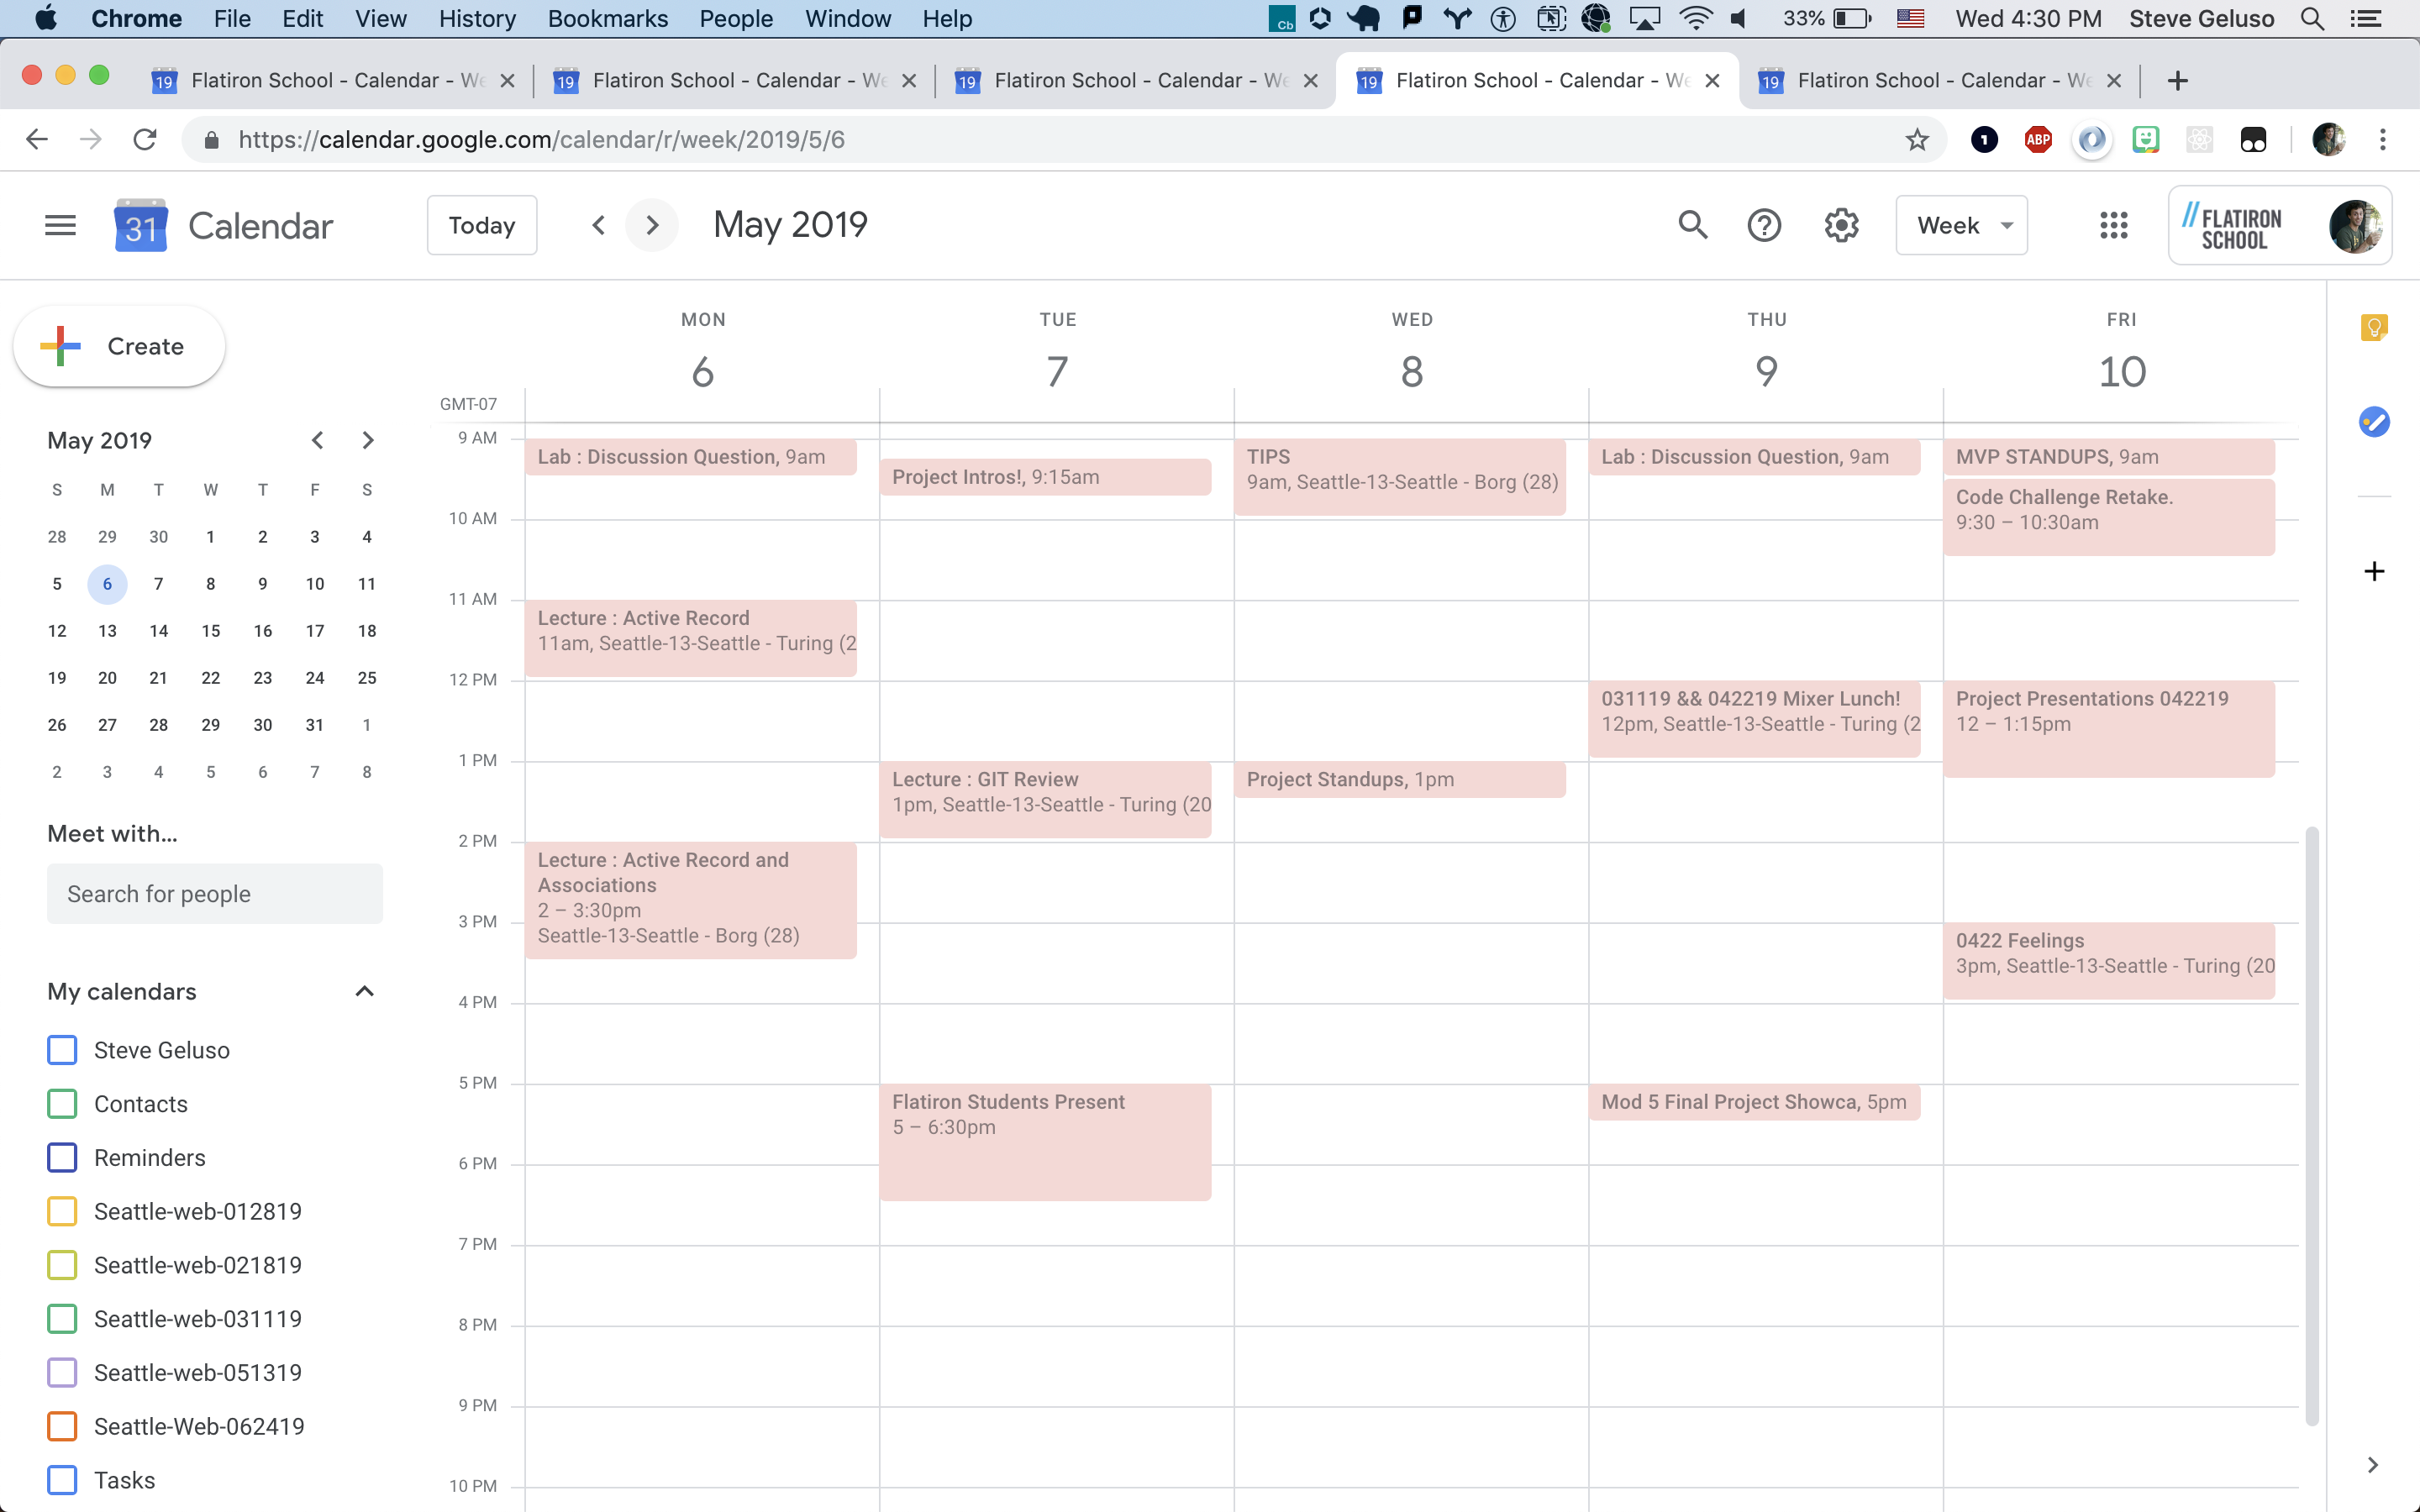 Chrome File Edit View History Bookmarks People Window Help
Cb 33% Wed 4:30 PM Steve Geluso
19 Flatiron School - Calendar - We
19 Flatiron School - Calendar - We
19 Flatiron School - Calendar - We
19 Flatiron School - Calendar - We
19 Flatiron School - Calendar - We
https://calendar.google.com/calendar/r/week/2019/5/6
1 ABP
31 Calendar
Today
May 2019
Week
// FLATIRON
SCHOOL
Create
May 2019
S M T W T F S
28 29 30 1 2 3 4
5 6 7 8 9 10 11
12 13 14 15 16 17 18
19 20 21 22 23 24 25
26 27 28 29 30 31 1
2 3 4 5 6 7 8
Meet with...
Search for people
My calendars
Steve Geluso
Contacts
Reminders
Seattle-web-012819
Seattle-web-021819
Seattle-web-031119
Seattle-web-051319
Seattle-Web-062419
Tasks
GMT-07
9 AM
10 AM
11 AM
12 PM
1 PM
2 PM
3 PM
4 PM
5 PM
6 PM
7 PM
8 PM
9 PM
10 PM
MON
6
Lab : Discussion Question, 9am
Lecture : Active Record
11am, Seattle-13-Seattle - Turing (2
Lecture : Active Record and
Associations
2 – 3:30pm
Seattle-13-Seattle - Borg (28)
TUE
7
Project Intros!, 9:15am
Lecture : GIT Review
1pm, Seattle-13-Seattle - Turing (20
Flatiron Students Present
5 – 6:30pm
WED
8
TIPS
9am, Seattle-13-Seattle - Borg (28)
Project Standups, 1pm
THU
9
Lab : Discussion Question, 9am
031119 && 042219 Mixer Lunch!
12pm, Seattle-13-Seattle - Turing (2
Mod 5 Final Project Showca, 5pm
FRI
10
MVP STANDUPS, 9am
Code Challenge Retake.
9:30 – 10:30am
Project Presentations 042219
12 – 1:15pm
0422 Feelings
3pm, Seattle-13-Seattle - Turing (20